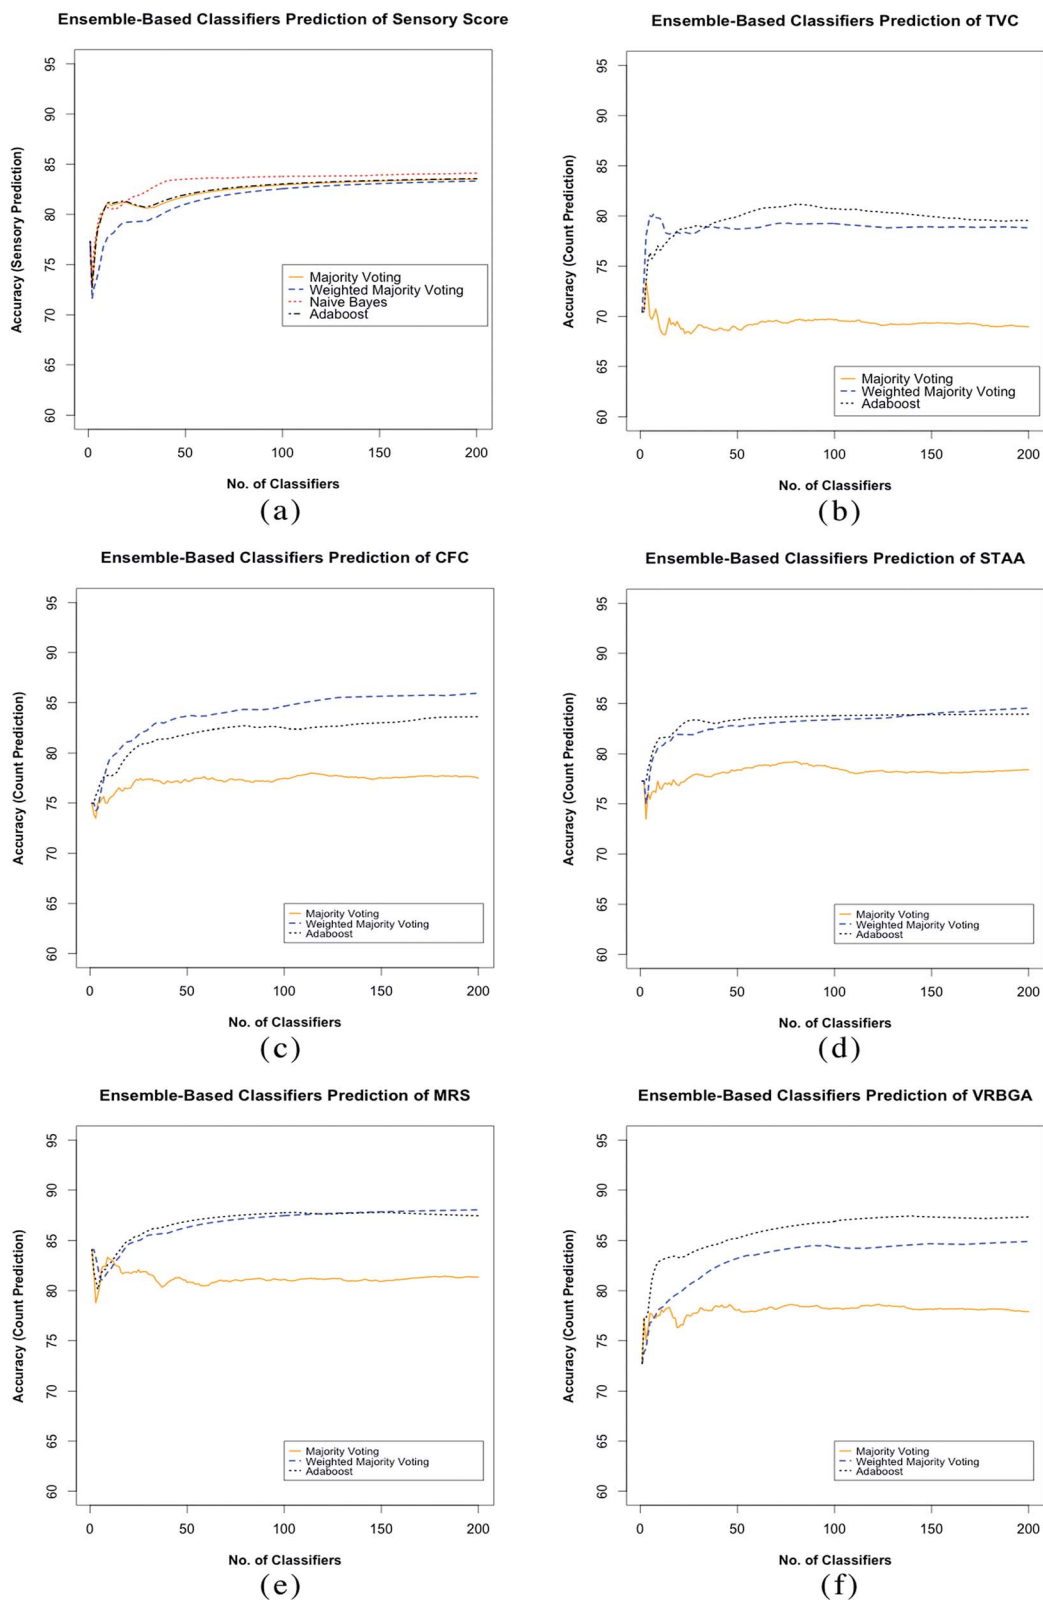 Ensemble-Based Classifiers Prediction of Sensory Score
Accuracy (Sensory Prediction)
95
90
85
80
75
70
65
60
Majority Voting
Weighted Majority Voting
Naive Bayes
Adaboost
0 50 100 150 200
No. of Classifiers
(a)
Ensemble-Based Classifiers Prediction of TVC
Accuracy (Count Prediction)
95
90
85
80
75
70
65
60
Majority Voting
Weighted Majority Voting
Adaboost
0 50 100 150 200
No. of Classifiers
(b)
Ensemble-Based Classifiers Prediction of CFC
Accuracy (Count Prediction)
95
90
85
80
75
70
65
60
Majority Voting
Weighted Majority Voting
Adaboost
0 50 100 150 200
No. of Classifiers
(c)
Ensemble-Based Classifiers Prediction of STAA
Accuracy (Count Prediction)
95
90
85
80
75
70
65
60
Majority Voting
Weighted Majority Voting
Adaboost
0 50 100 150 200
No. of Classifiers
(d)
Ensemble-Based Classifiers Prediction of MRS
Accuracy (Count Prediction)
95
90
85
80
75
70
65
60
Majority Voting
Weighted Majority Voting
Adaboost
0 50 100 150 200
No. of Classifiers
(e)
Ensemble-Based Classifiers Prediction of VRBGA
Accuracy (Count Prediction)
95
90
85
80
75
70
65
60
Majority Voting
Weighted Majority Voting
Adaboost
0 50 100 150 200
No. of Classifiers
(f)